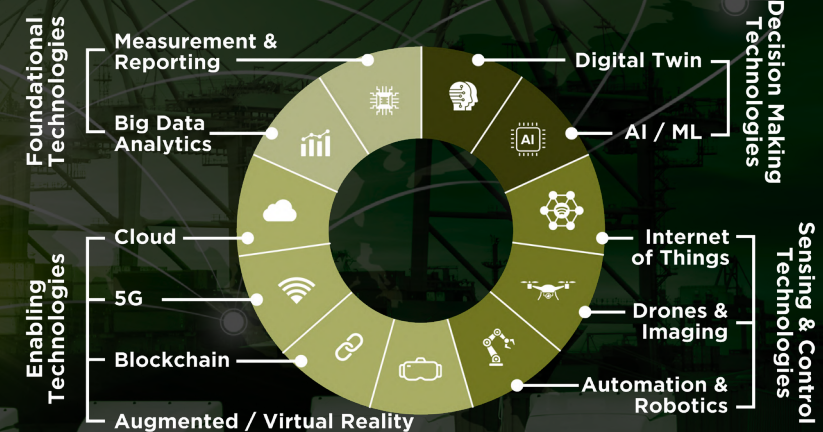 Foundational
Technologies
Measurement &
Reporting
Big Data
Analytics
Digital Twin
AI / ML
AI
Decision Making
Technologies
Enabling
Technologies
Cloud
5G
Blockchain
Augmented / Virtual Reality
Internet
of Things
Drones &
Imaging
Automation &
Robotics
Sensing & Control
Technologies